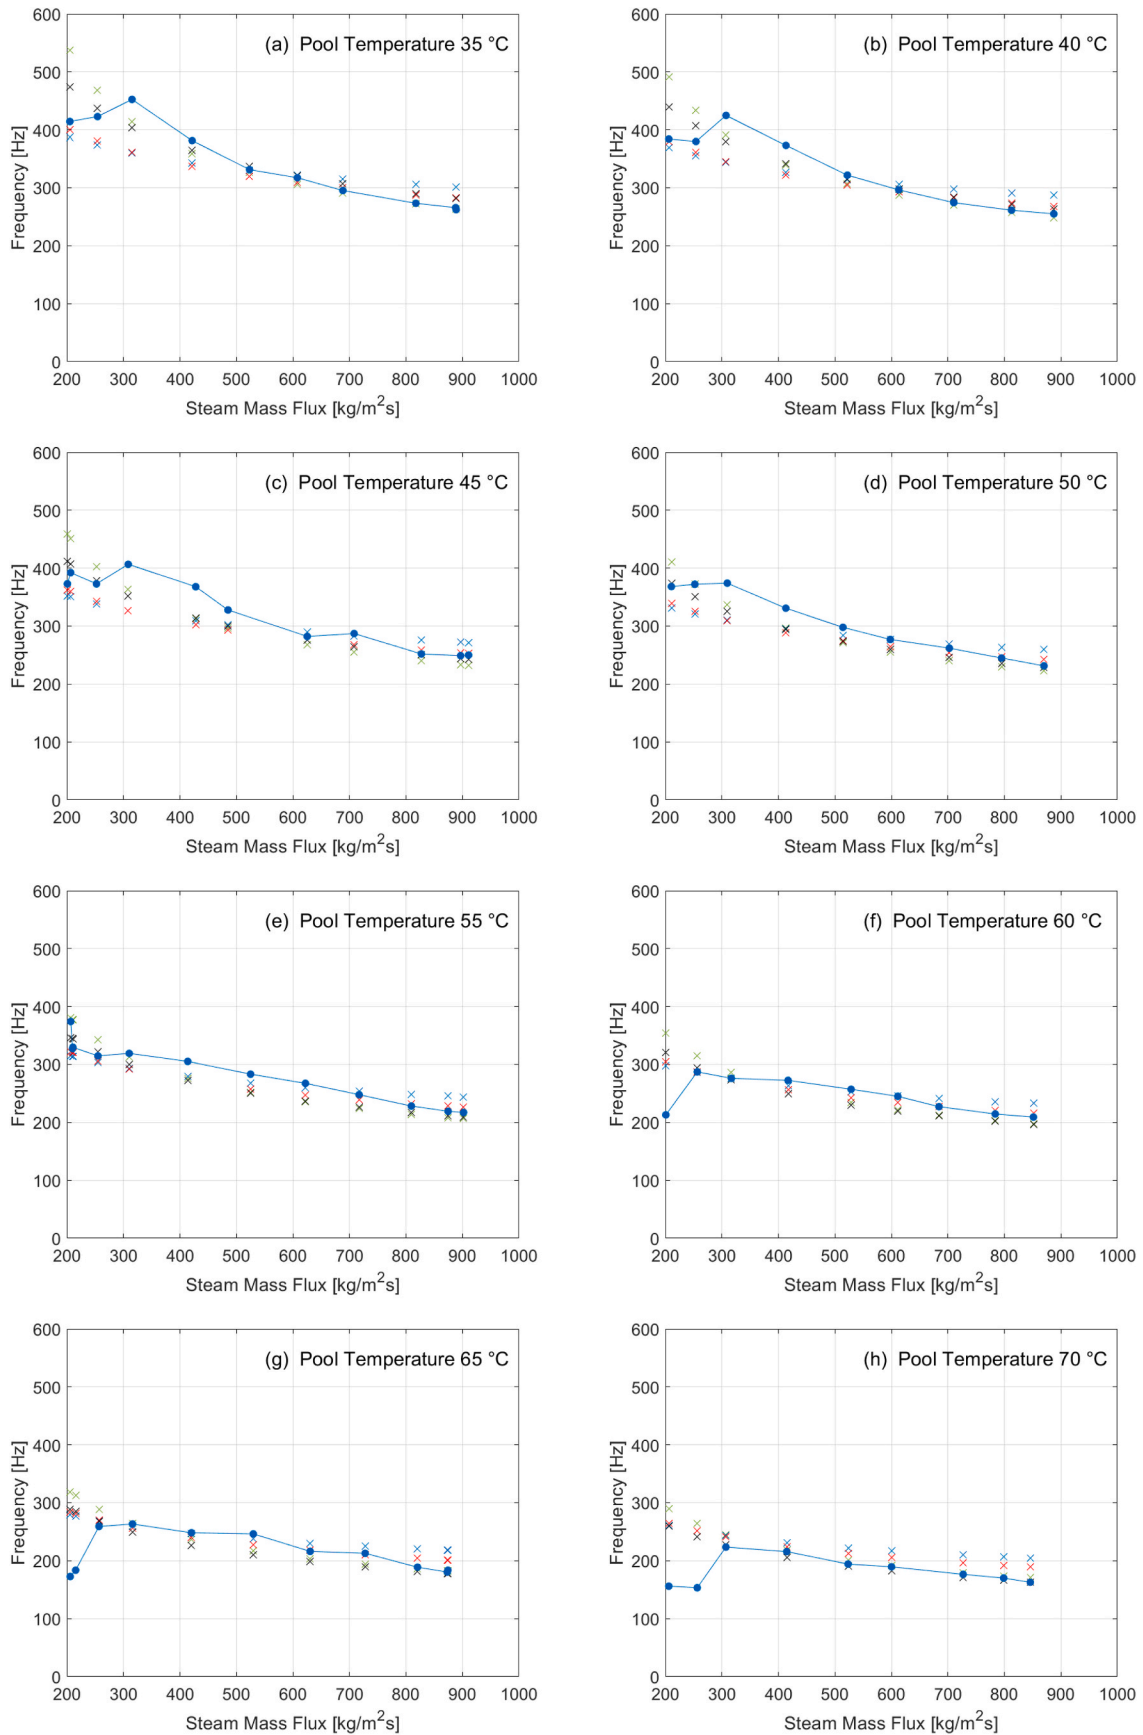 (a) Pool Temperature 35 °C
600
500
400
300
200
100
0
Frequency [Hz]
200 300 400 500 600 700 800 900 1000
Steam Mass Flux [kg/m²s]
(b) Pool Temperature 40 °C
600
500
400
300
200
100
0
Frequency [Hz]
200 300 400 500 600 700 800 900 1000
Steam Mass Flux [kg/m²s]
(c) Pool Temperature 45 °C
600
500
400
300
200
100
0
Frequency [Hz]
200 300 400 500 600 700 800 900 1000
Steam Mass Flux [kg/m²s]
(d) Pool Temperature 50 °C
600
500
400
300
200
100
0
Frequency [Hz]
200 300 400 500 600 700 800 900 1000
Steam Mass Flux [kg/m²s]
(e) Pool Temperature 55 °C
600
500
400
300
200
100
0
Frequency [Hz]
200 300 400 500 600 700 800 900 1000
Steam Mass Flux [kg/m²s]
(f) Pool Temperature 60 °C
600
500
400
300
200
100
0
Frequency [Hz]
200 300 400 500 600 700 800 900 1000
Steam Mass Flux [kg/m²s]
(g) Pool Temperature 65 °C
600
500
400
300
200
100
0
Frequency [Hz]
200 300 400 500 600 700 800 900 1000
Steam Mass Flux [kg/m²s]
(h) Pool Temperature 70 °C
600
500
400
300
200
100
0
Frequency [Hz]
200 300 400 500 600 700 800 900 1000
Steam Mass Flux [kg/m²s]